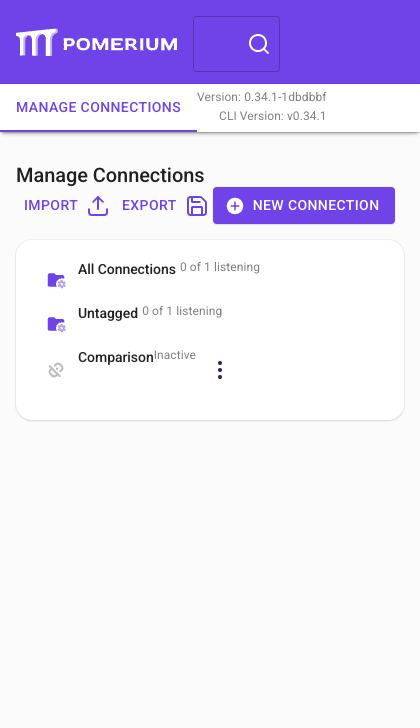 POMERIUM
MANAGE CONNECTIONS
Version: 0.34.1-1dbdbbf
CLI Version: v0.34.1
Manage Connections
IMPORT EXPORT NEW CONNECTION
All Connections 0 of 1 listening
Untagged 0 of 1 listening
Comparison Inactive